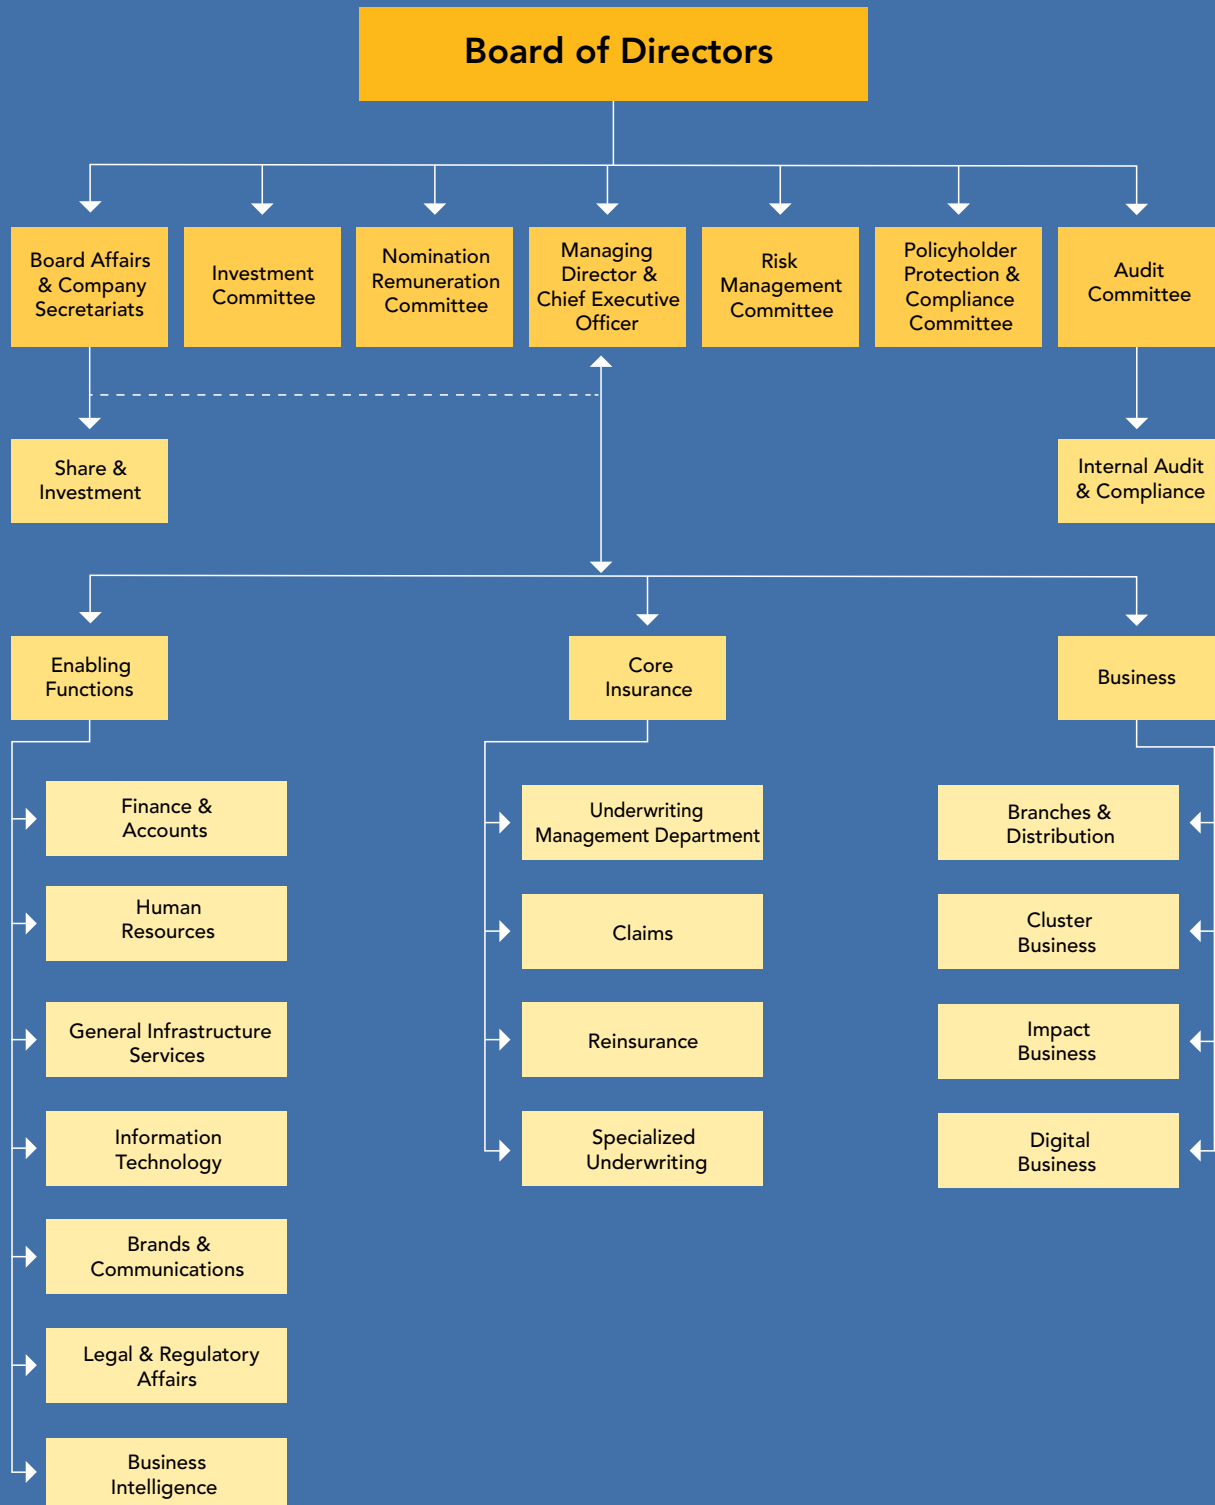 Board of Directors
Board Affairs
& Company
Secretariats
Investment
Committee
Nomination
Remuneration
Committee
Managing
Director &
Chief Executive
Officer
Risk
Management
Committee
Policyholder
Protection &
Compliance
Committee
Audit
Committee
Share &
Investment
Internal Audit
& Compliance
Enabling
Functions
Core
Insurance
Business
Finance &
Accounts
Human
Resources
General Infrastructure
Services
Information
Technology
Brands &
Communications
Legal & Regulatory
Affairs
Business
Intelligence
Underwriting
Management Department
Claims
Reinsurance
Specialized
Underwriting
Branches &
Distribution
Cluster
Business
Impact
Business
Digital
Business